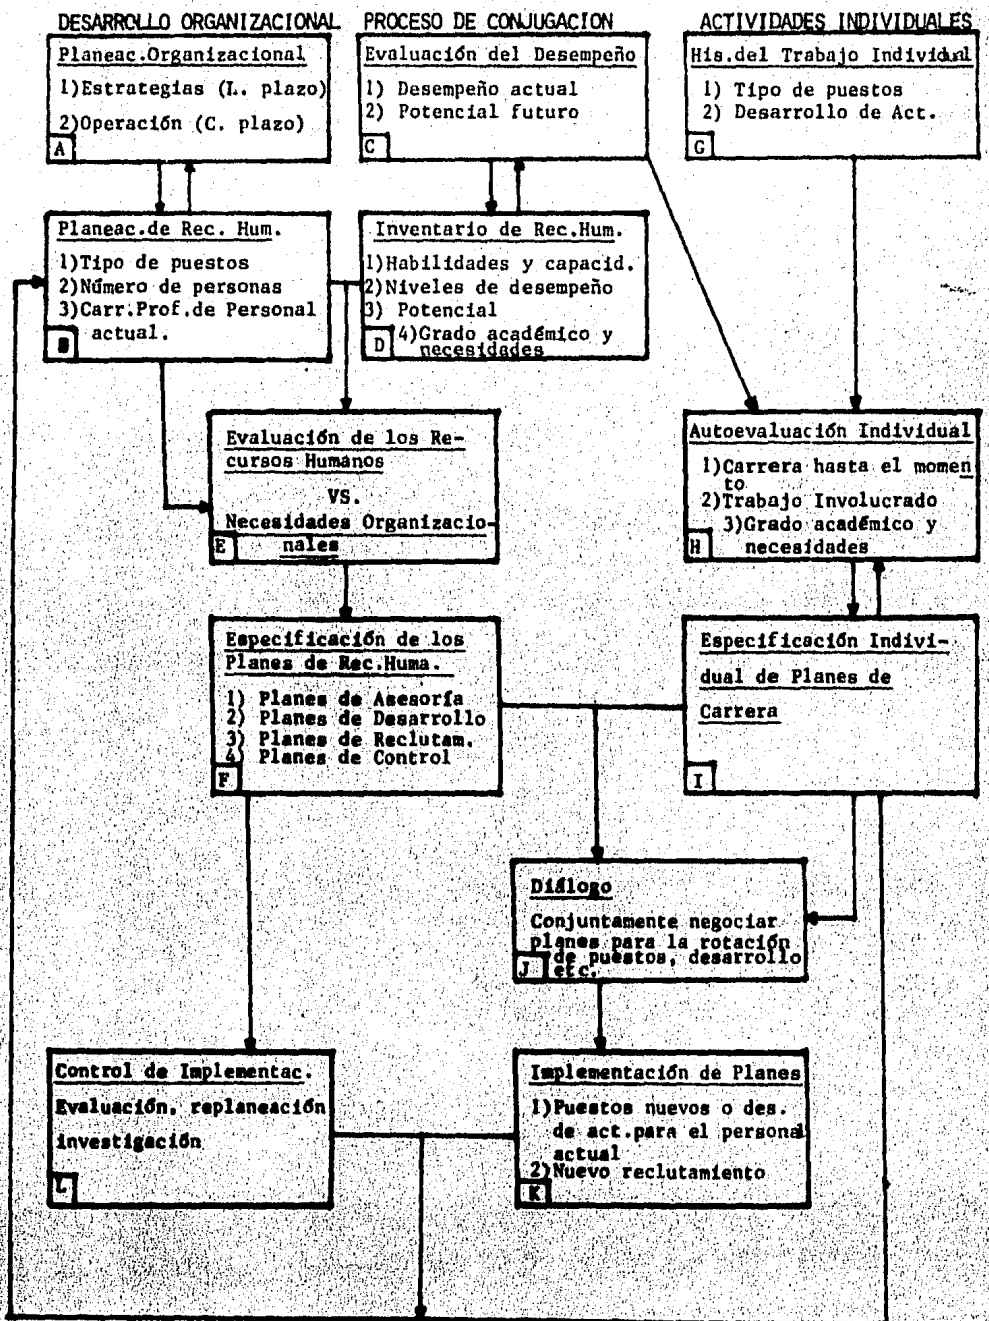 DESARROLLO ORGANIZACIONAL
PROCESO DE CONJUGACION
ACTIVIDADES INDIVIDUALES
Planeac.Organizacional
1)Estrategias (L. plazo)
2)Operación (C. plazo)
A
Evaluación del Desempeño
1) Desempeño actual
2) Potencial futuro
C
His.del Trabajo Individual
1) Tipo de puestos
2) Desarrollo de Act.
G
Planeac.de Rec. Hum.
1)Tipo de puestos
2)Número de personas
3)Carr.Prof.de Personal
actual.
B
Inventario de Rec.Hum.
1)Habilidades y capacid.
2)Niveles de desempeño
3) Potencial
4)Grado académico y
necesidades
D
Evaluación de los Re-
cursos Humanos
VS.
Necesidades Organizacio-
nales
E
Autoevaluación Individual
1)Carrera hasta el momen
to
2)Trabajo Involucrado
3)Grado académico y
necesidades
H
Especificación de los
Planes de Rec.Huma.
1) Planes de Asesoría
2) Planes de Desarrollo
3) Planes de Reclutam.
4) Planes de Control
F
Especificación Indivi-
dual de Planes de
Carrera
I
Diálogo
Conjuntamente negociar
planes para la rotación
de puestos, desarrollo
etc.
J
Control de Implementac.
Evaluación, replaneación
investigación
L
Implementación de Planes
1)Puestos nuevos o des.
de act.para el personal
actual
2)Nuevo reclutamiento
K